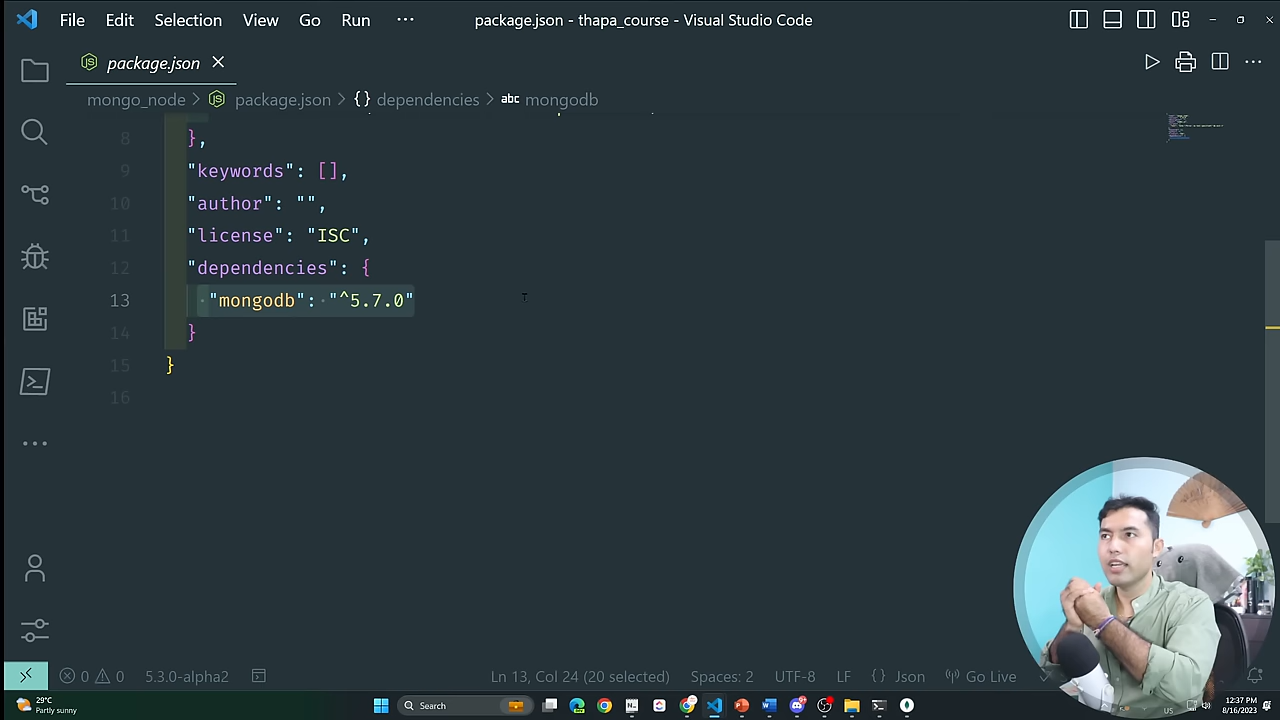 File Edit Selection View Go Run ··· package.json - thapa_course - Visual Studio Code
package.json
mongo_node > package.json > {} dependencies > abc mongodb
8 },
9 "keywords": [],
10 "author": "",
11 "license": "ISC",
12 "dependencies": {
13 "mongodb": "^5.7.0"
14 }
15 }
16
0 0 5.3.0-alpha2 Ln 13, Col 24 (20 selected) Spaces: 2 UTF-8 LF {} Json Go Live
29°C
Partly sunny
Search
US
12:37 PM
8/16/2023